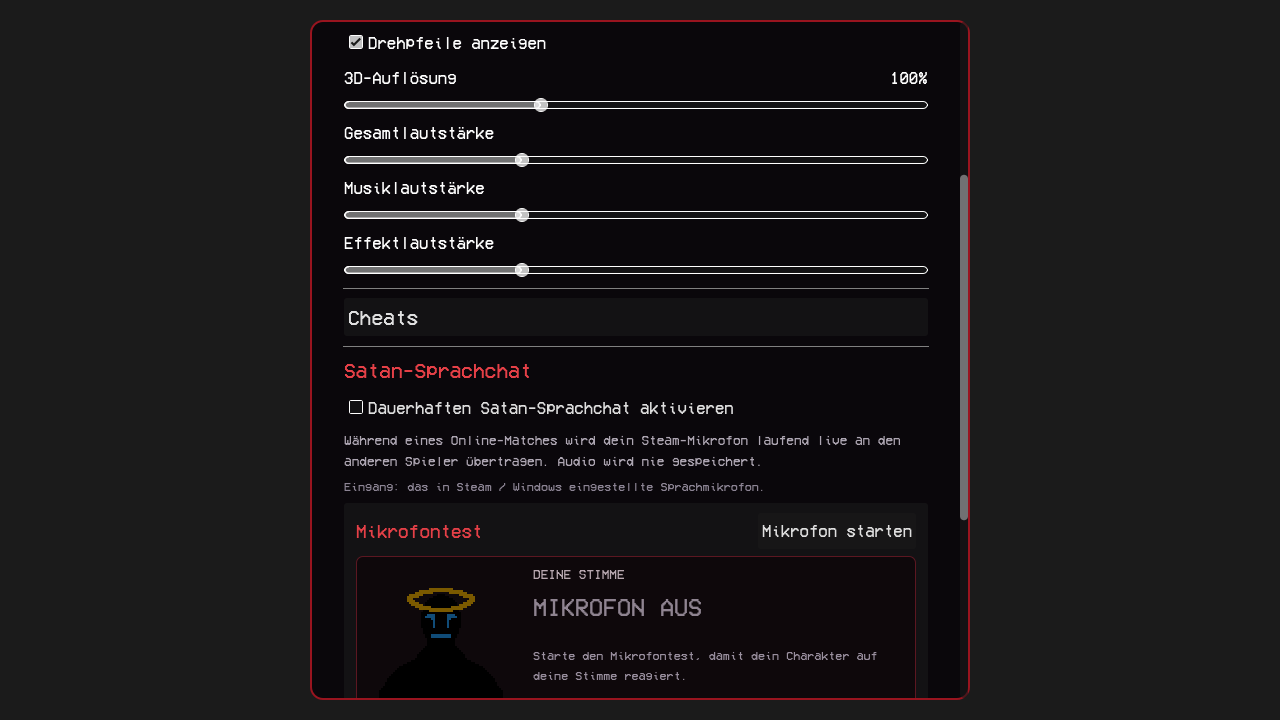 Drehpfeile anzeigen
3D-Auflösung 100%
Gesamtlautstärke
Musiklautstärke
Effektlautstärke
Cheats
Satan-Sprachchat
Dauerhaften Satan-Sprachchat aktivieren
Während eines Online-Matches wird dein Steam-Mikrofon laufend live an den
anderen Spieler übertragen. Audio wird nie gespeichert.
Eingang: das in Steam / Windows eingestellte Sprachmikrofon.
Mikrofontest Mikrofon starten
DEINE STIMME
MIKROFON AUS
Starte den Mikrofontest, damit dein Charakter auf
deine Stimme reagiert.